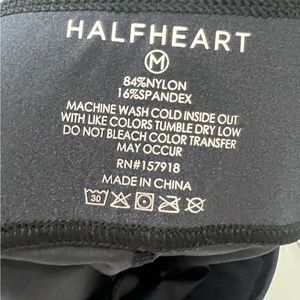 HALFHEART
M
84%NYLON
16%SPANDEX
MACHINE WASH COLD INSIDE OUT
WITH LIKE COLORS TUMBLE DRY LOW
DO NOT BLEACH COLOR TRANSFER
MAY OCCUR
RN#157918
MADE IN CHINA
30